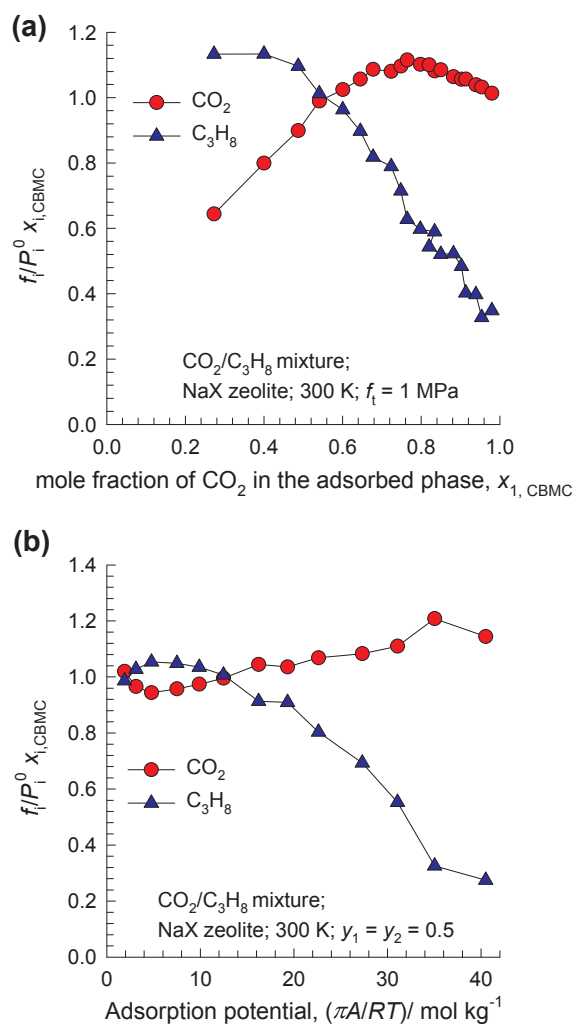 (a)
1.2
1.0
0.8
0.6
0.4
0.2
0.0
f_i/P_i^0 x_i,CBMC
CO₂
C₃H₈
CO₂/C₃H₈ mixture;
NaX zeolite; 300 K; f_t = 1 MPa
0.0 0.2 0.4 0.6 0.8 1.0
mole fraction of CO₂ in the adsorbed phase, x_1, CBMC
(b)
1.4
1.2
1.0
0.8
0.6
0.4
0.2
0.0
f_i/P_i^0 x_i,CBMC
CO₂
C₃H₈
CO₂/C₃H₈ mixture;
NaX zeolite; 300 K; y₁ = y₂ = 0.5
0 10 20 30 40
Adsorption potential, (πA/RT)/ mol kg⁻¹